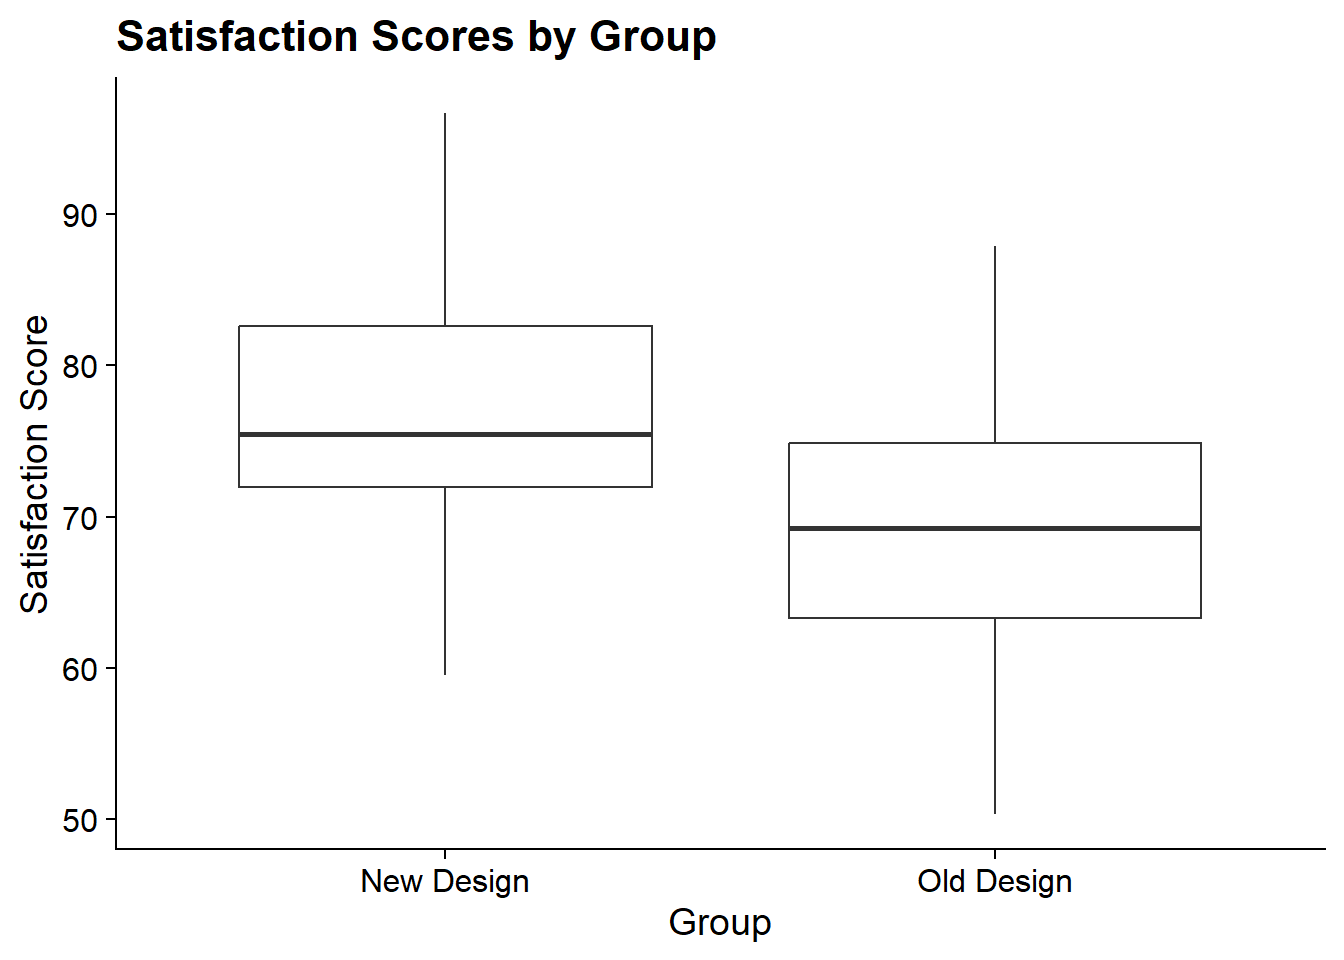 Satisfaction Scores by Group
Satisfaction Score
90
80
70
60
50
New Design
Old Design
Group